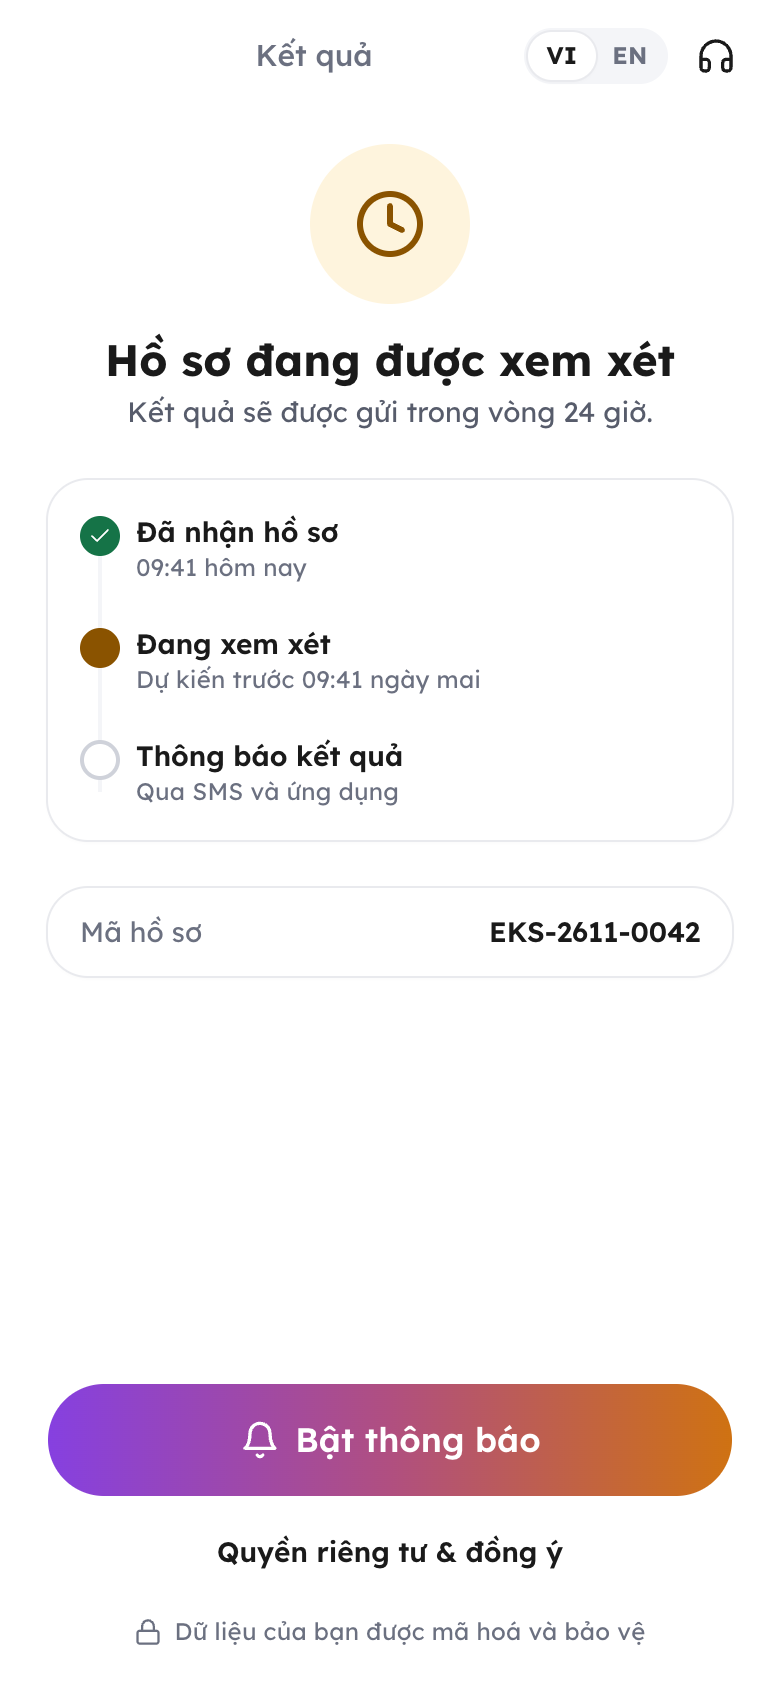 Kết quả
VI
EN
Hồ sơ đang được xem xét
Kết quả sẽ được gửi trong vòng 24 giờ.
Đã nhận hồ sơ
09:41 hôm nay
Đang xem xét
Dự kiến trước 09:41 ngày mai
Thông báo kết quả
Qua SMS và ứng dụng
Mã hồ sơ
EKS-2611-0042
Bật thông báo
Quyền riêng tư & đồng ý
Dữ liệu của bạn được mã hoá và bảo vệ